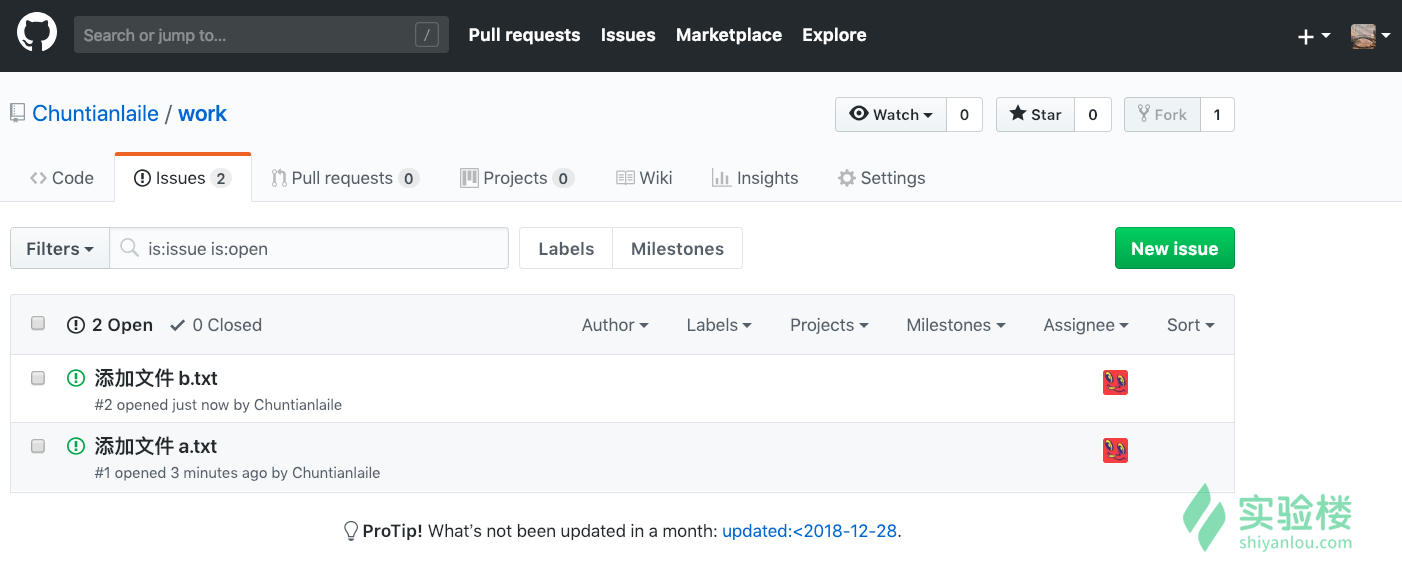 Search or jump to... / Pull requests Issues Marketplace Explore
Chuntianlaile / work Watch 0 Star 0 Fork 1
Code Issues 2 Pull requests 0 Projects 0 Wiki Insights Settings
Filters is:issue is:open Labels Milestones New issue
2 Open 0 Closed Author Labels Projects Milestones Assignee Sort
添加文件 b.txt
#2 opened just now by Chuntianlaile
添加文件 a.txt
#1 opened 3 minutes ago by Chuntianlaile
ProTip! What’s not been updated in a month: updated:<2018-12-28.
实验楼
shiyanlou.com